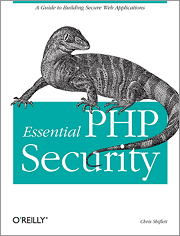 A Guide to Building Secure Web Applications
Essential PHP
Security
O'REILLY®
Chris Shiflett